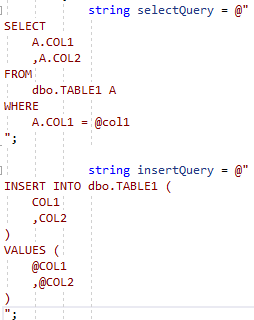 string selectQuery = @"
SELECT
A.COL1
,A.COL2
FROM
dbo.TABLE1 A
WHERE
A.COL1 = @col1
";
string insertQuery = @"
INSERT INTO dbo.TABLE1 (
COL1
,COL2
)
VALUES (
@COL1
,@COL2
)
";